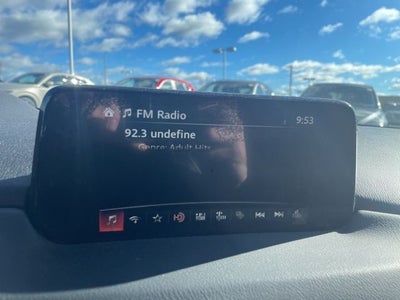 FM Radio
9:53
92.3 undefine
Genre: Adult Hits